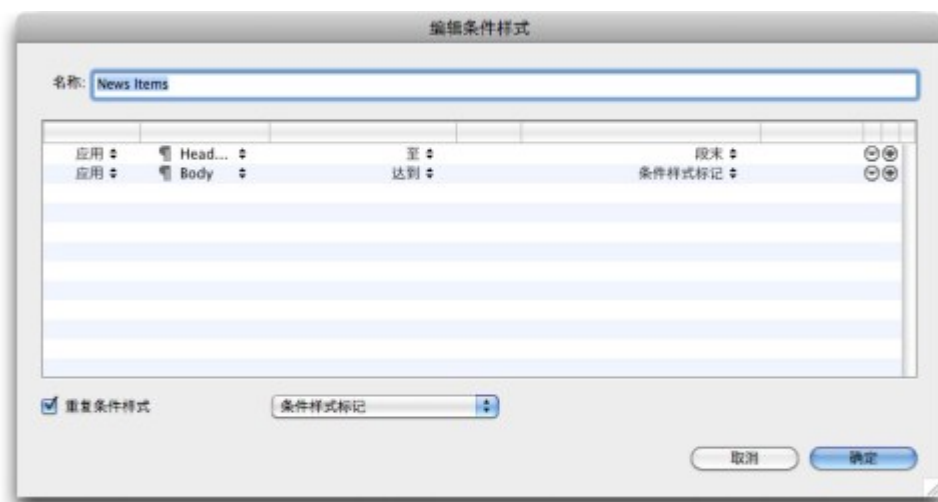 编辑条件样式
名称: News Items
应用 ¶ Head... 至 段末
应用 ¶ Body 达到 条件样式标记
重复条件样式 条件样式标记
取消 确定